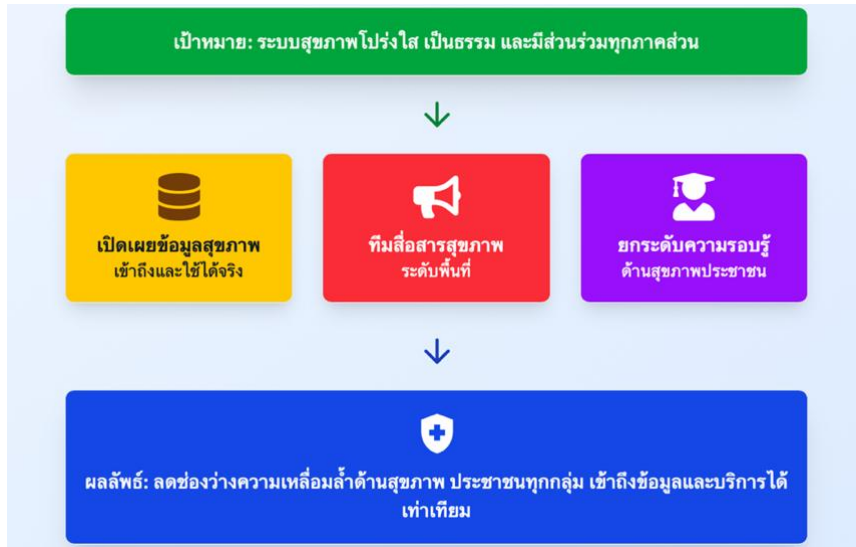 เป้าหมาย: ระบบสุขภาพโปร่งใส เป็นธรรม และมีส่วนร่วมทุกภาคส่วน
เปิดเผยข้อมูลสุขภาพ
เข้าถึงและใช้ได้จริง
ทีมสื่อสารสุขภาพ
ระดับพื้นที่
ยกระดับความรอบรู้
ด้านสุขภาพประชาชน
ผลลัพธ์: ลดช่องว่างความเหลื่อมล้ำด้านสุขภาพ ประชาชนทุกกลุ่ม เข้าถึงข้อมูลและบริการได้
เท่าเทียม